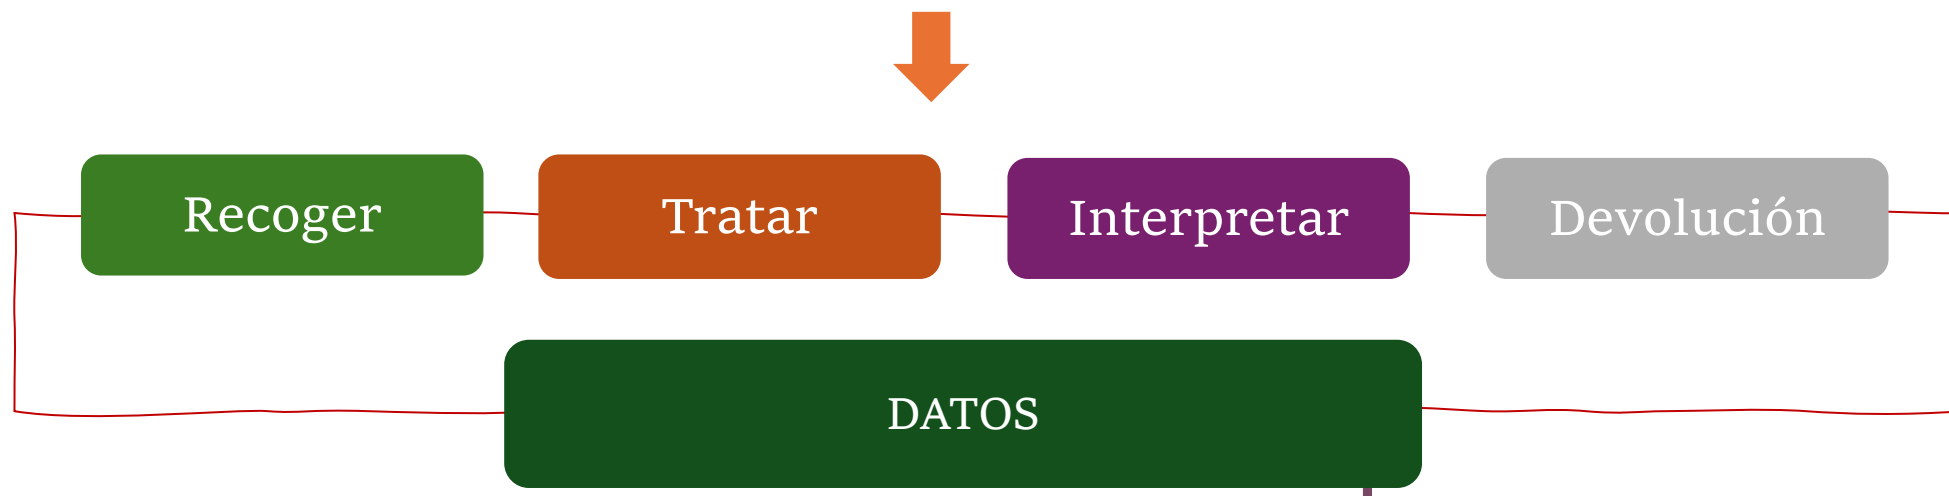 Recoger
Tratar
Interpretar
Devolución
DATOS